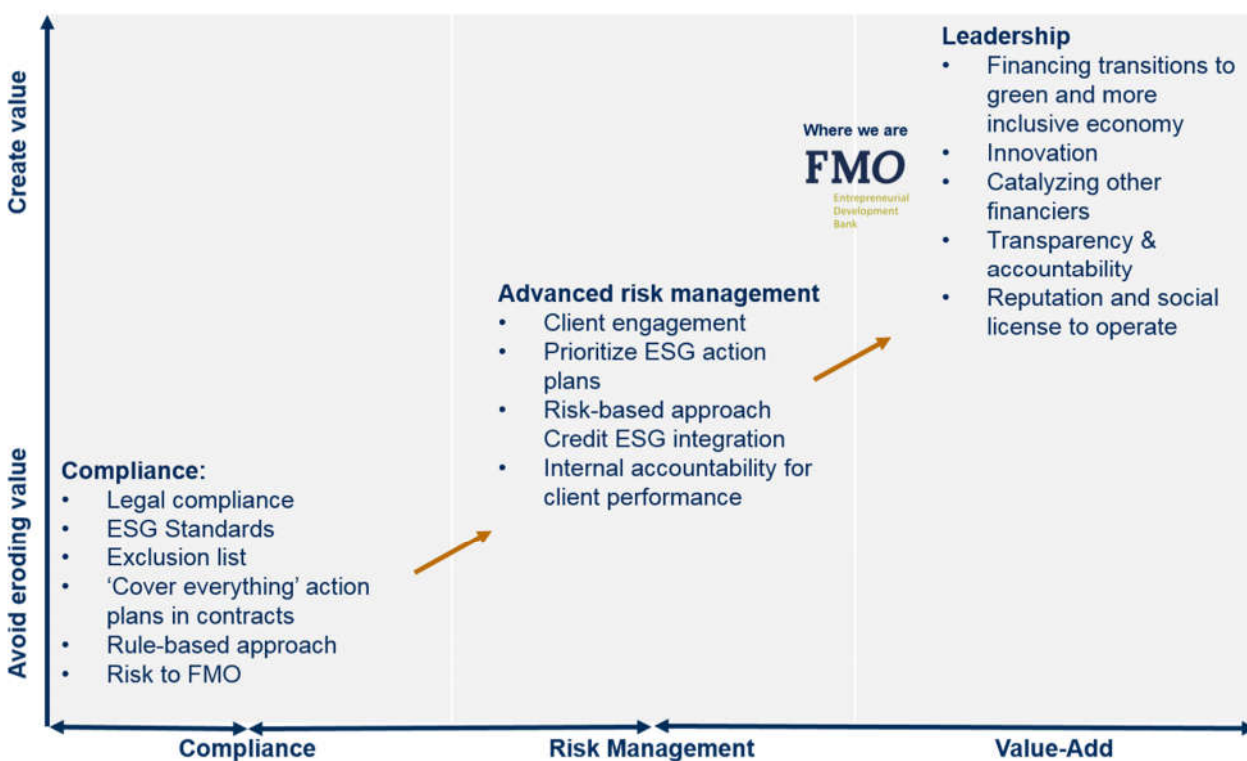 Create value
Avoid eroding value
Compliance:
• Legal compliance
• ESG Standards
• Exclusion list
• ‘Cover everything’ action
plans in contracts
• Rule-based approach
• Risk to FMO
Advanced risk management
• Client engagement
• Prioritize ESG action
plans
• Risk-based approach
Credit ESG integration
• Internal accountability for
client performance
Where we are
FMO
Entrepreneurial
Development
Bank
Leadership
• Financing transitions to
green and more
inclusive economy
• Innovation
• Catalyzing other
financiers
• Transparency &
accountability
• Reputation and social
license to operate
Compliance
Risk Management
Value-Add